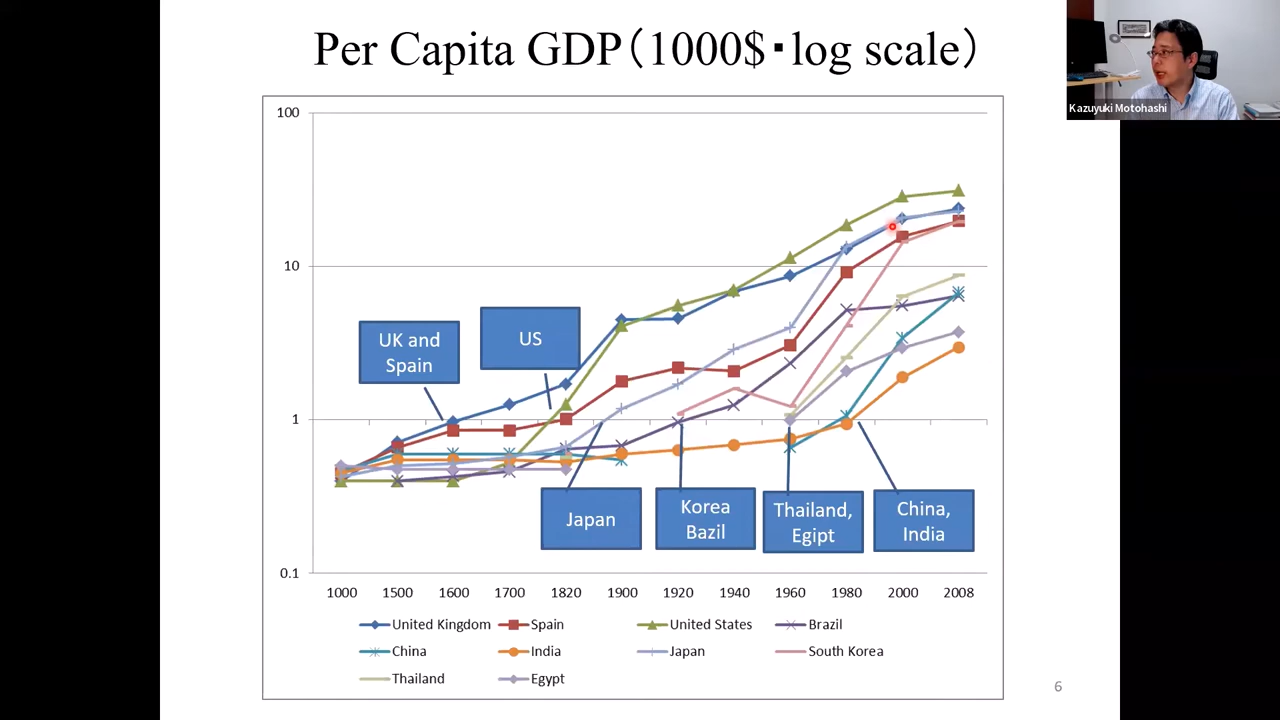 Per Capita GDP(1000$・log scale)
Kazuyuki Motohashi
100
10
1
0.1
UK and
Spain
US
Japan
Korea
Bazil
Thailand,
Egipt
China,
India
1000 1500 1600 1700 1820 1900 1920 1940 1960 1980 2000 2008
United Kingdom Spain United States Brazil
China India Japan South Korea
Thailand Egypt
6